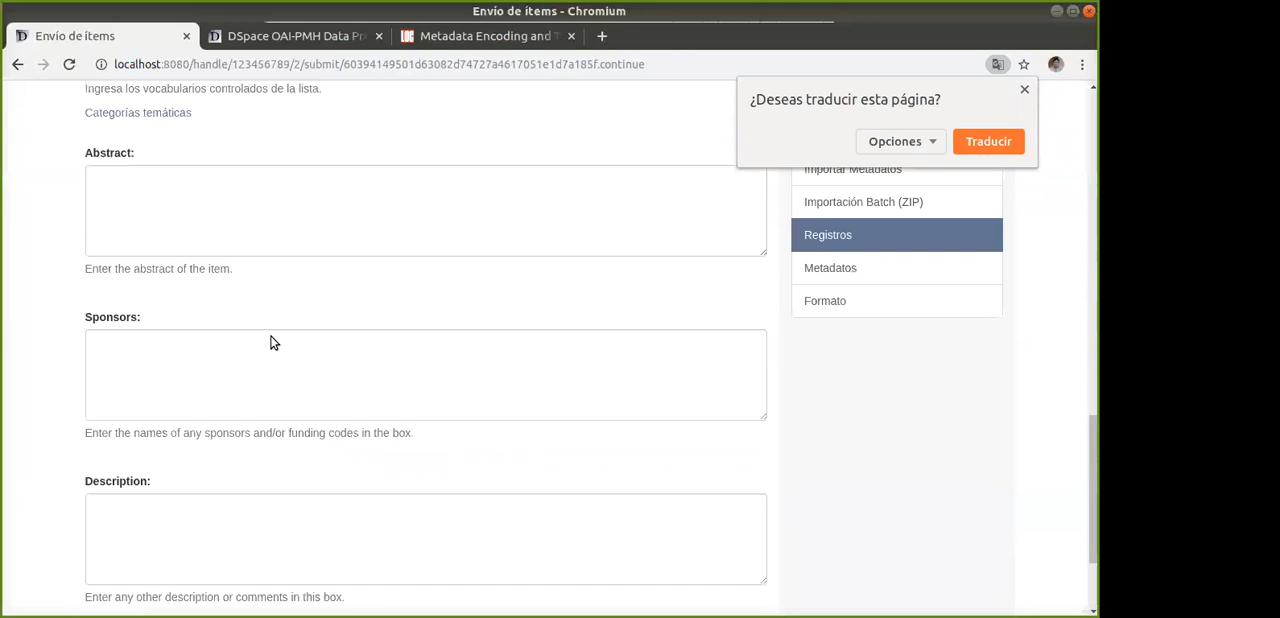 Envío de ítems - Chromium
Envío de ítems
DSpace OAI-PMH Data Pr
Metadata Encoding and T
localhost:8080/handle/123456789/2/submit/60394149501d63082d74727a4617051e1d7a185f.continue
¿Deseas traducir esta página?
Opciones
Traducir
Ingresa los vocabularios controlados de la lista.
Categorías temáticas
Abstract:
Enter the abstract of the item.
Sponsors:
Enter the names of any sponsors and/or funding codes in the box.
Description:
Enter any other description or comments in this box.
Importar Metadatos
Importación Batch (ZIP)
Registros
Metadatos
Formato